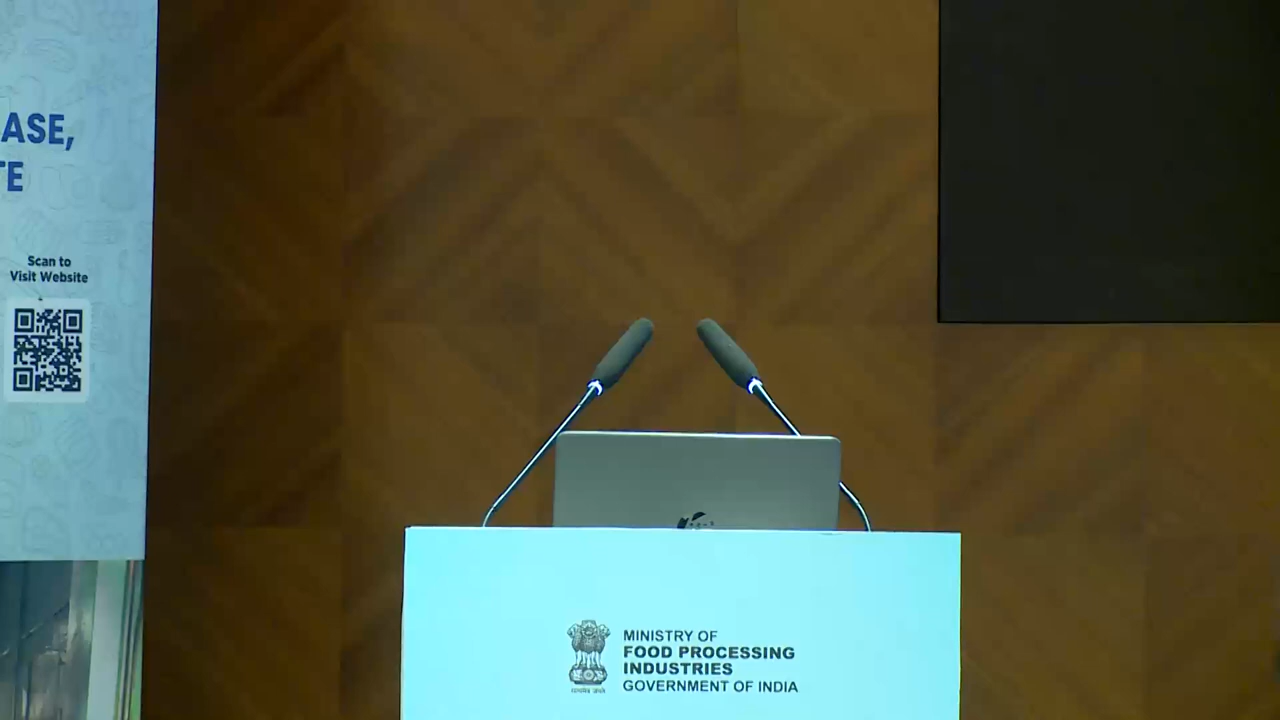 ASE,
TE
Scan to
Visit Website
MINISTRY OF
FOOD PROCESSING
INDUSTRIES
GOVERNMENT OF INDIA